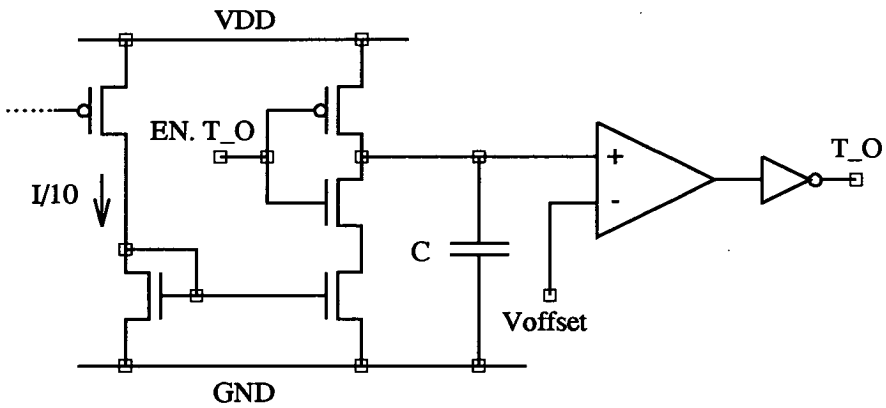 VDD
EN. T_O
T_O
I/10
+
-
C
Voffset
GND